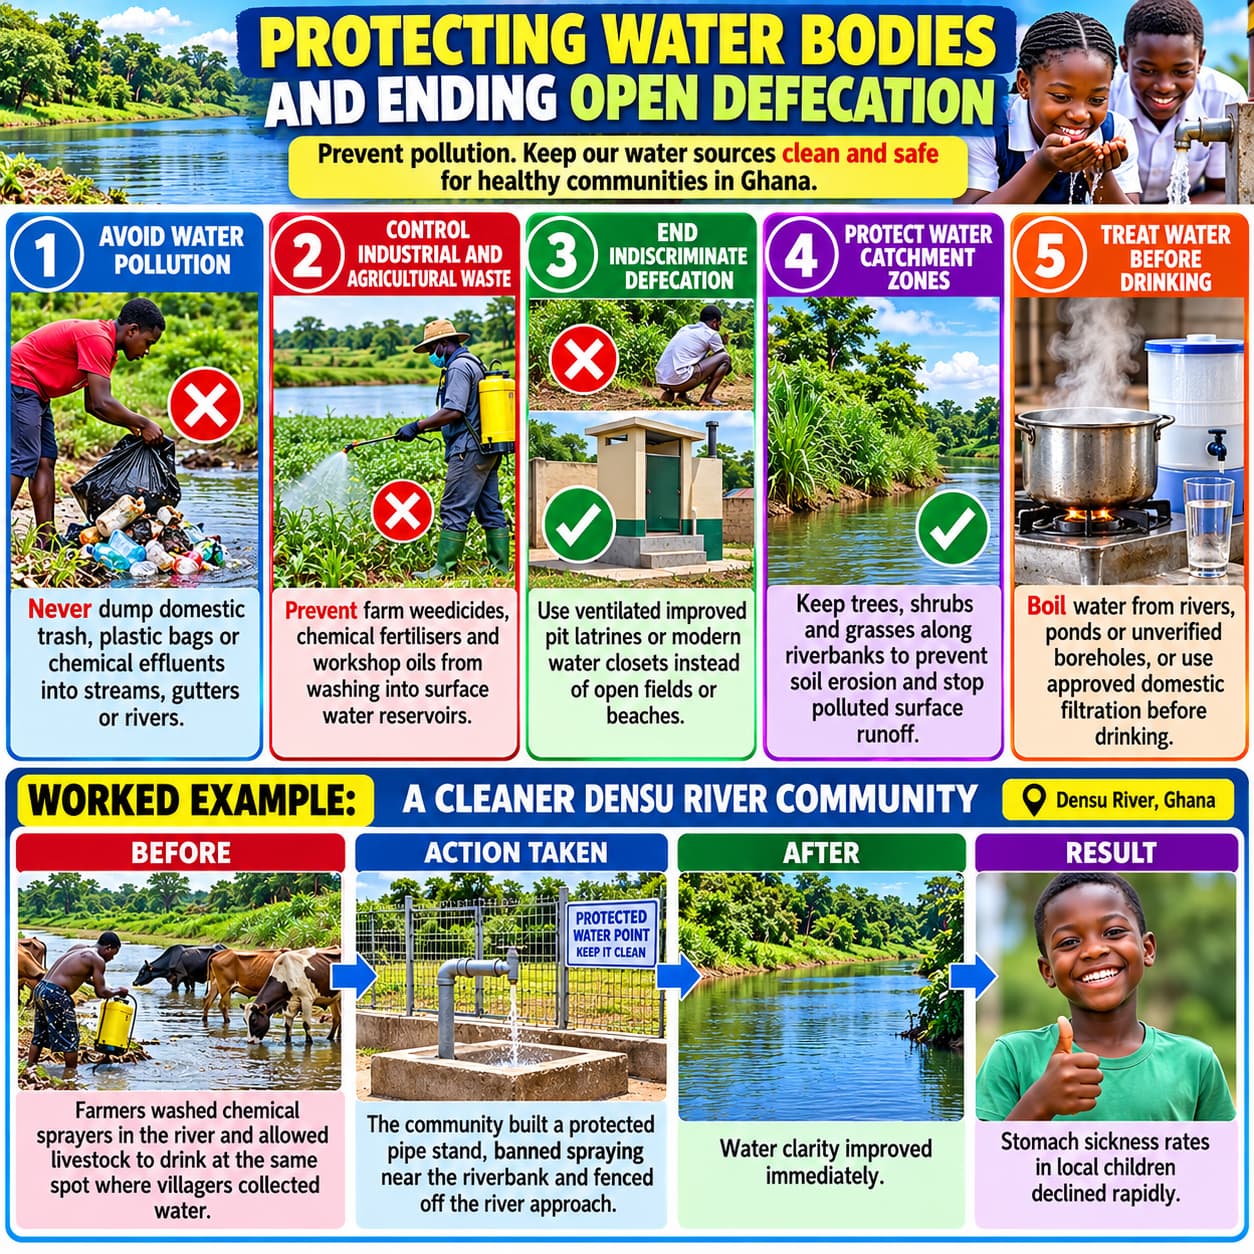 PROTECTING WATER BODIES
AND ENDING OPEN DEFECATION
Prevent pollution. Keep our water sources clean and safe
for healthy communities in Ghana.
1
AVOID WATER
POLLUTION
Never dump domestic
trash, plastic bags or
chemical effluents
into streams, gutters
or rivers.
2
CONTROL
INDUSTRIAL AND
AGRICULTURAL WASTE
Prevent farm weedicides,
chemical fertilisers and
workshop oils from
washing into surface
water reservoirs.
3
END
INDISCRIMINATE
DEFECATION
Use ventilated improved
pit latrines or modern
water closets instead
of open fields or
beaches.
4
PROTECT WATER
CATCHMENT
ZONES
Keep trees, shrubs
and grasses along
riverbanks to prevent
soil erosion and stop
polluted surface
runoff.
5
TREAT WATER
BEFORE
DRINKING
Boil water from rivers,
ponds or unverified
boreholes, or use
approved domestic
filtration before
drinking.
WORKED EXAMPLE: A CLEANER DENSU RIVER COMMUNITY
Densu River, Ghana
BEFORE
Farmers washed chemical
sprayers in the river and allowed
livestock to drink at the same
spot where villagers collected
water.
ACTION TAKEN
PROTECTED
WATER POINT
KEEP IT CLEAN
The community built a protected
pipe stand, banned spraying
near the riverbank and fenced
off the river approach.
AFTER
Water clarity improved
immediately.
RESULT
Stomach sickness rates
in local children
declined rapidly.